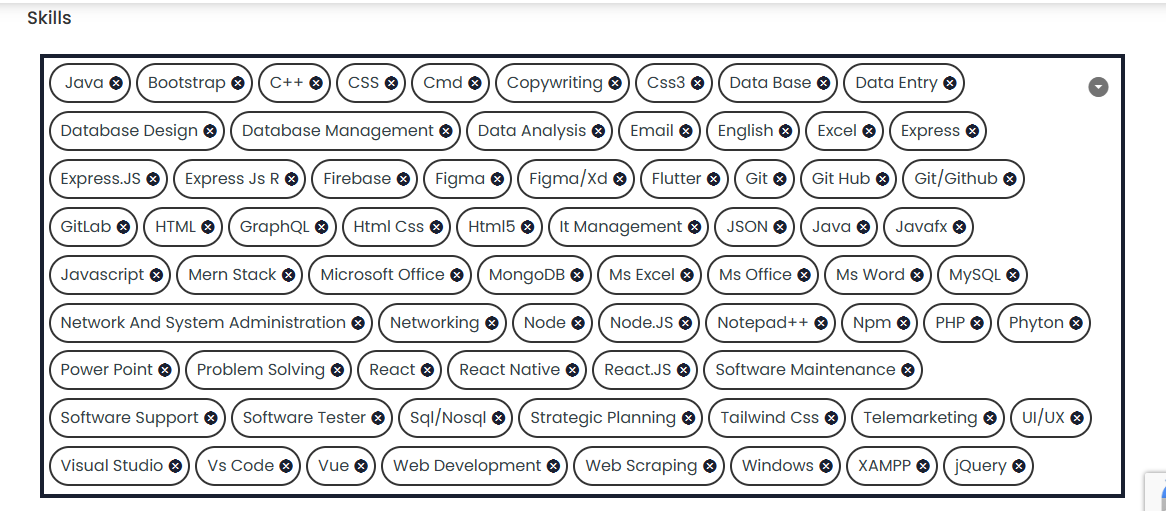 Skills
Java Bootstrap C++ CSS Cmd Copywriting Css3 Data Base Data Entry
Database Design Database Management Data Analysis Email English Excel Express
Express.JS Express Js R Firebase Figma Figma/Xd Flutter Git Git Hub Git/Github
GitLab HTML GraphQL Html Css Html5 It Management JSON Java Javafx
Javascript Mern Stack Microsoft Office MongoDB Ms Excel Ms Office Ms Word MySQL
Network And System Administration Networking Node Node.JS Notepad++ Npm PHP Phyton
Power Point Problem Solving React React Native React.JS Software Maintenance
Software Support Software Tester Sql/Nosql Strategic Planning Tailwind Css Telemarketing UI/UX
Visual Studio Vs Code Vue Web Development Web Scraping Windows XAMPP jQuery